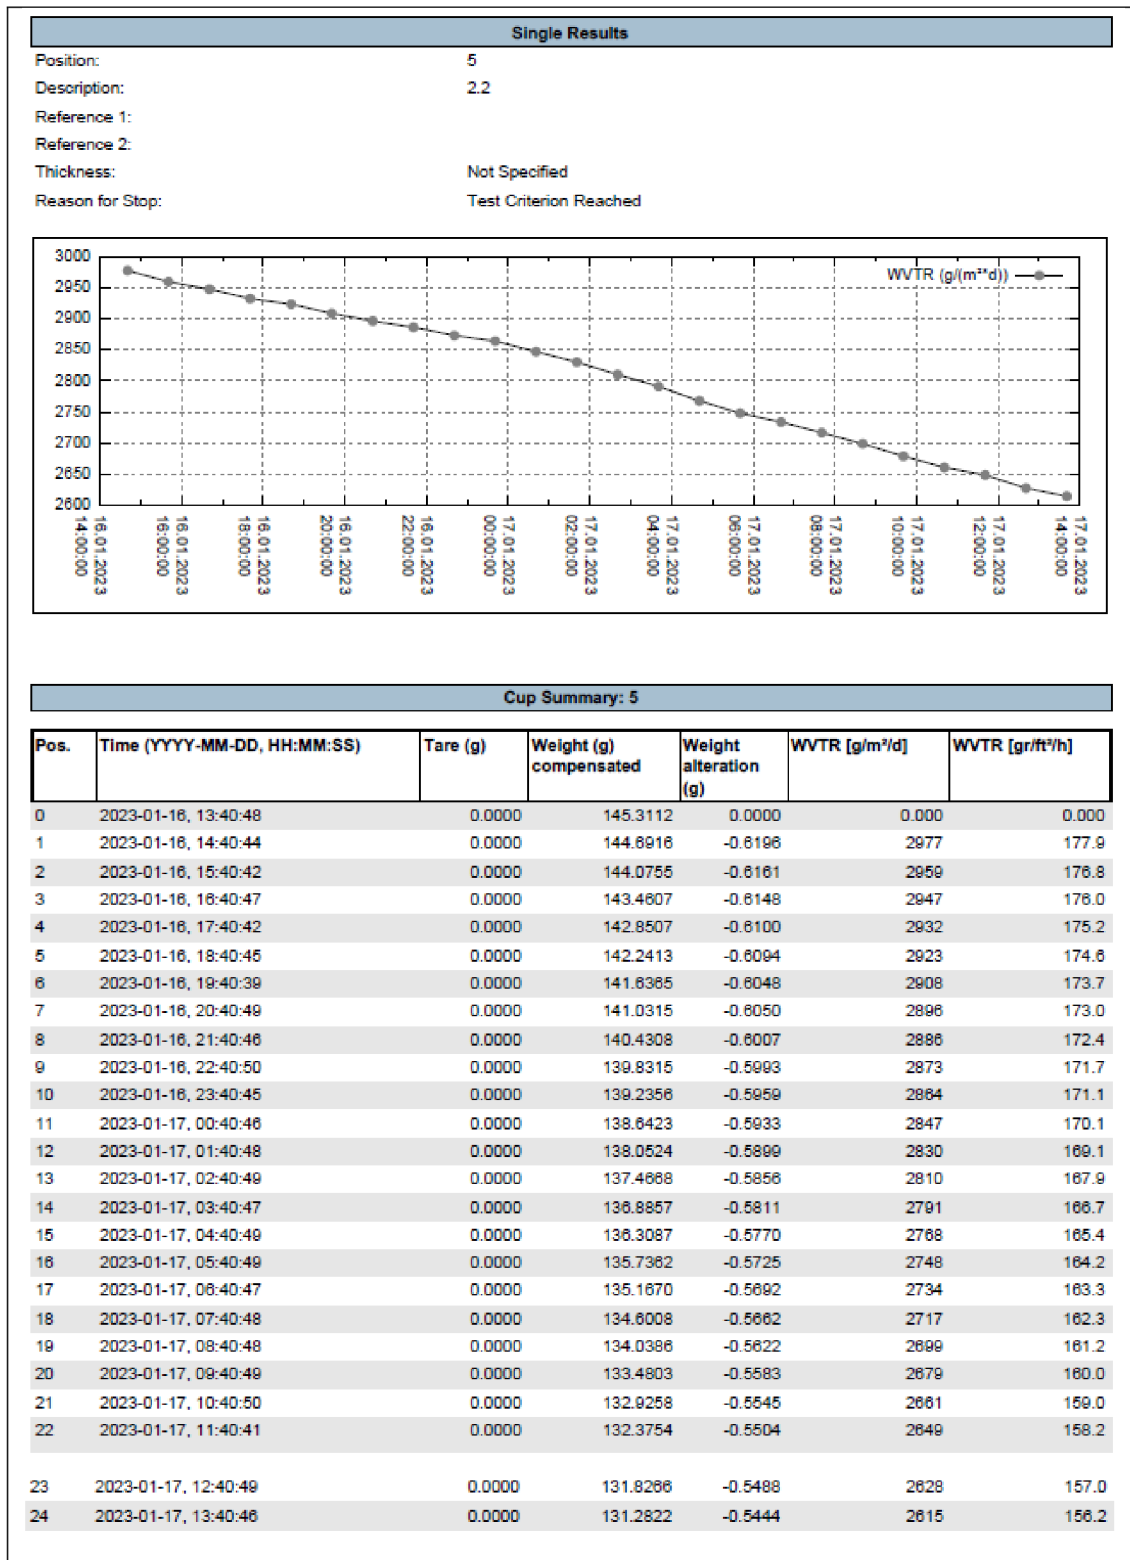 Single Results
Position: 5
Description: 2.2
Reference 1:
Reference 2:
Thickness: Not Specified
Reason for Stop: Test Criterion Reached
WVTR (g/(m²*d))
3000
2950
2900
2850
2800
2750
2700
2650
2600
16.01.2023 14:00:00
16.01.2023 16:00:00
16.01.2023 18:00:00
16.01.2023 20:00:00
16.01.2023 22:00:00
17.01.2023 00:00:00
17.01.2023 02:00:00
17.01.2023 04:00:00
17.01.2023 06:00:00
17.01.2023 08:00:00
17.01.2023 10:00:00
17.01.2023 12:00:00
17.01.2023 14:00:00
Cup Summary: 5
Pos. Time (YYYY-MM-DD, HH:MM:SS) Tare (g) Weight (g) compensated Weight alteration (g) WVTR [g/m²/d] WVTR [gr/ft²/h]
0 2023-01-16, 13:40:48 0.0000 145.3112 0.0000 0.000 0.000
1 2023-01-16, 14:40:44 0.0000 144.6916 -0.6196 2977 177.9
2 2023-01-16, 15:40:42 0.0000 144.0755 -0.6161 2959 176.8
3 2023-01-16, 16:40:47 0.0000 143.4607 -0.6148 2947 176.0
4 2023-01-16, 17:40:42 0.0000 142.8507 -0.6100 2932 175.2
5 2023-01-16, 18:40:45 0.0000 142.2413 -0.6094 2923 174.6
6 2023-01-16, 19:40:39 0.0000 141.6365 -0.6048 2908 173.7
7 2023-01-16, 20:40:49 0.0000 141.0315 -0.6050 2896 173.0
8 2023-01-16, 21:40:46 0.0000 140.4308 -0.6007 2886 172.4
9 2023-01-16, 22:40:50 0.0000 139.8315 -0.5993 2873 171.7
10 2023-01-16, 23:40:45 0.0000 139.2356 -0.5959 2864 171.1
11 2023-01-17, 00:40:46 0.0000 138.6423 -0.5933 2847 170.1
12 2023-01-17, 01:40:48 0.0000 138.0524 -0.5899 2830 169.1
13 2023-01-17, 02:40:49 0.0000 137.4668 -0.5856 2810 167.9
14 2023-01-17, 03:40:47 0.0000 136.8857 -0.5811 2791 166.7
15 2023-01-17, 04:40:49 0.0000 136.3087 -0.5770 2768 165.4
16 2023-01-17, 05:40:49 0.0000 135.7362 -0.5725 2748 164.2
17 2023-01-17, 06:40:47 0.0000 135.1670 -0.5692 2734 163.3
18 2023-01-17, 07:40:48 0.0000 134.6008 -0.5662 2717 162.3
19 2023-01-17, 08:40:48 0.0000 134.0386 -0.5622 2699 161.2
20 2023-01-17, 09:40:49 0.0000 133.4803 -0.5583 2679 160.0
21 2023-01-17, 10:40:50 0.0000 132.9258 -0.5545 2661 159.0
22 2023-01-17, 11:40:41 0.0000 132.3754 -0.5504 2649 158.2
23 2023-01-17, 12:40:49 0.0000 131.8266 -0.5488 2628 157.0
24 2023-01-17, 13:40:46 0.0000 131.2822 -0.5444 2615 156.2